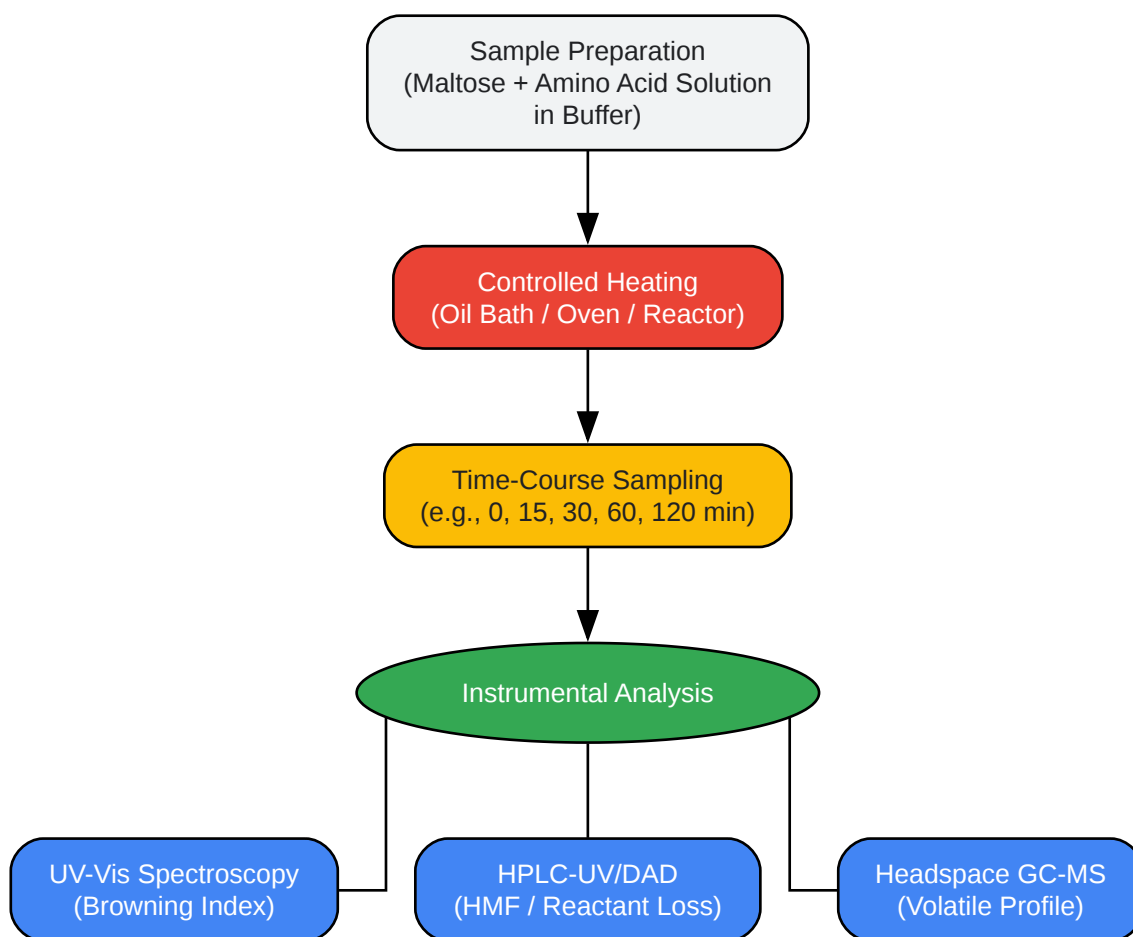 Sample Preparation
(Maltose + Amino Acid Solution
in Buffer)
Controlled Heating
(Oil Bath / Oven / Reactor)
Time-Course Sampling
(e.g., 0, 15, 30, 60, 120 min)
Instrumental Analysis
UV-Vis Spectroscopy
(Browning Index)
HPLC-UV/DAD
(HMF / Reactant Loss)
Headspace GC-MS
(Volatile Profile)